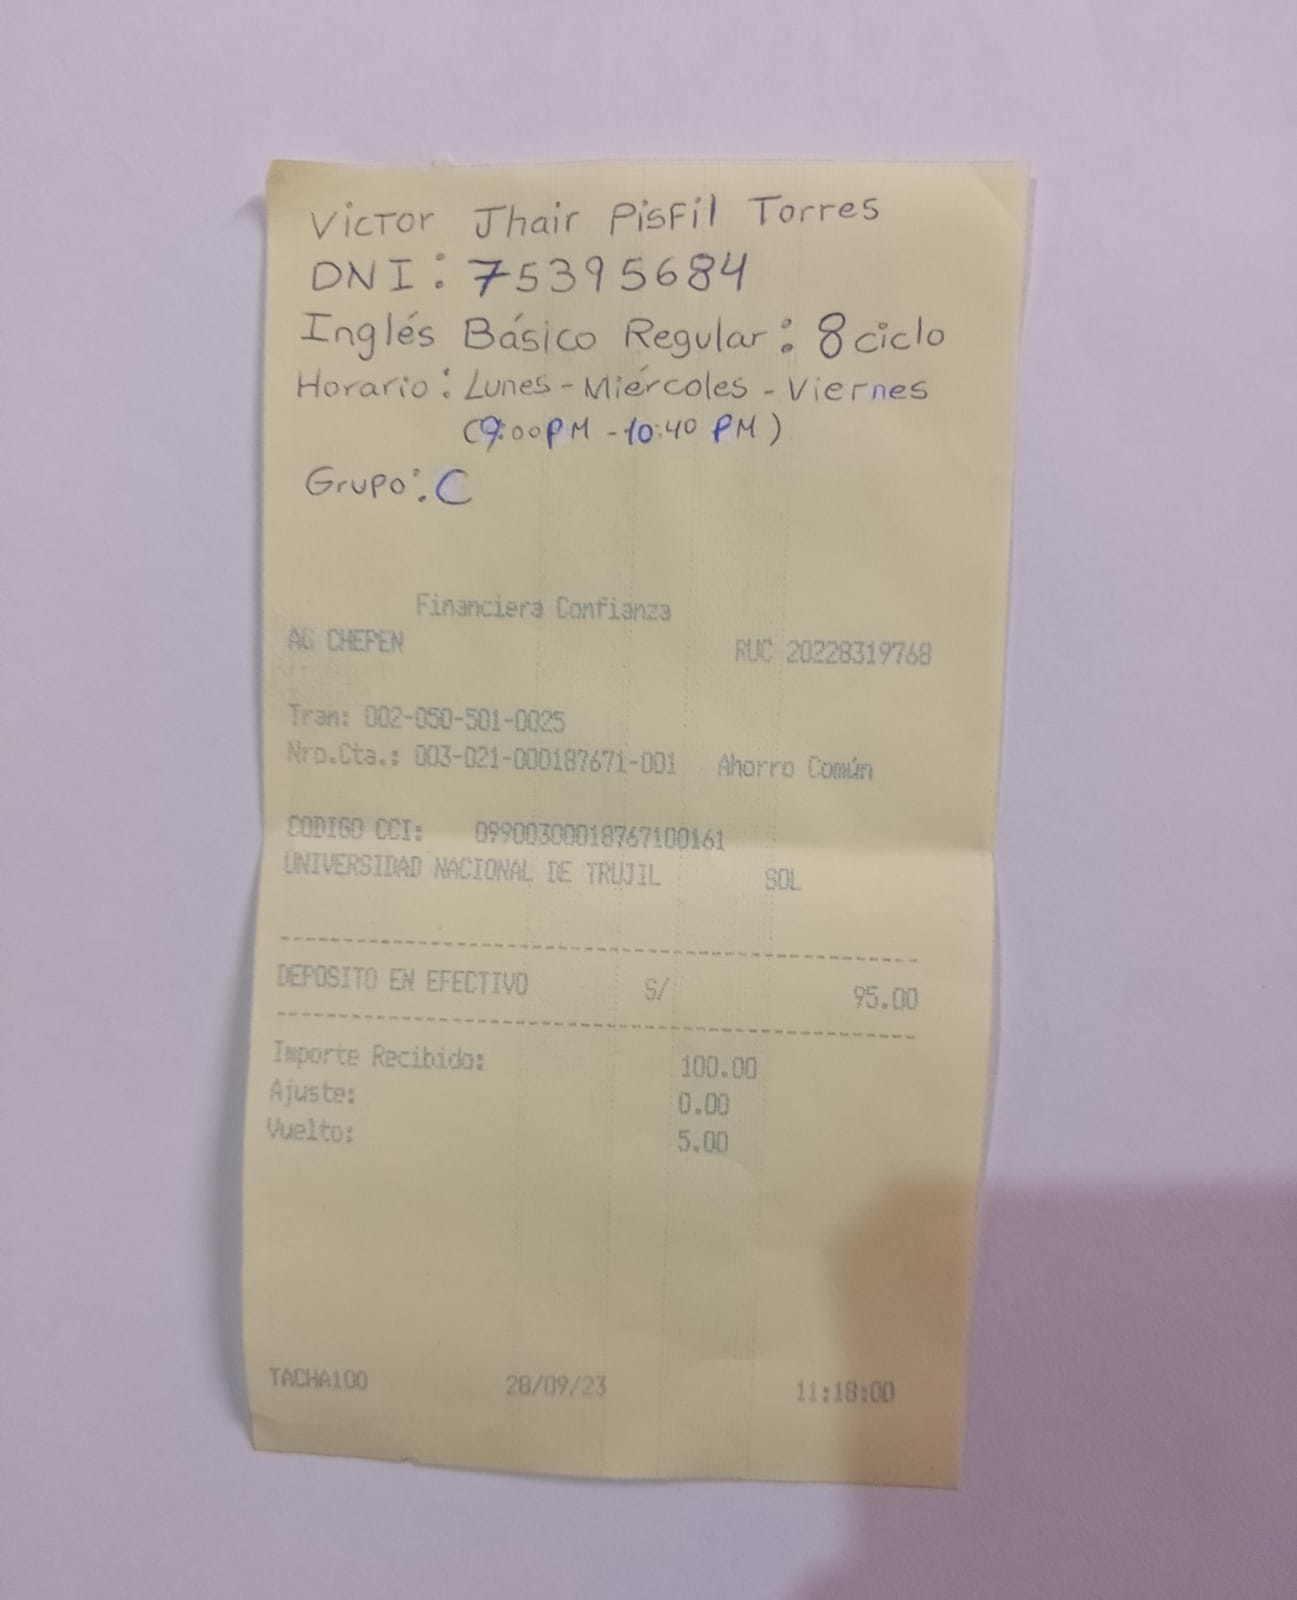 Victor Jhair Pisfil Torres
DNI: 75395684
Inglés Básico Regular: 8 ciclo
Horario: Lunes - Miércoles - Viernes
(9:00 PM - 10:40 PM)
Grupo: C
Financiera Confianza
AG CHEPEN RUC 20228319768
Tran: 002-050-501-0025
Nro.Cta.: 003-021-000187671-001 Ahorro Común
CODIGO CCI: 09900300018767100161
UNIVERSIDAD NACIONAL DE TRUJIL SOL
DEPOSITO EN EFECTIVO S/ 95.00
Importe Recibido: 100.00
Ajuste: 0.00
Vuelto: 5.00
TACHA100 28/09/23 11:18:00